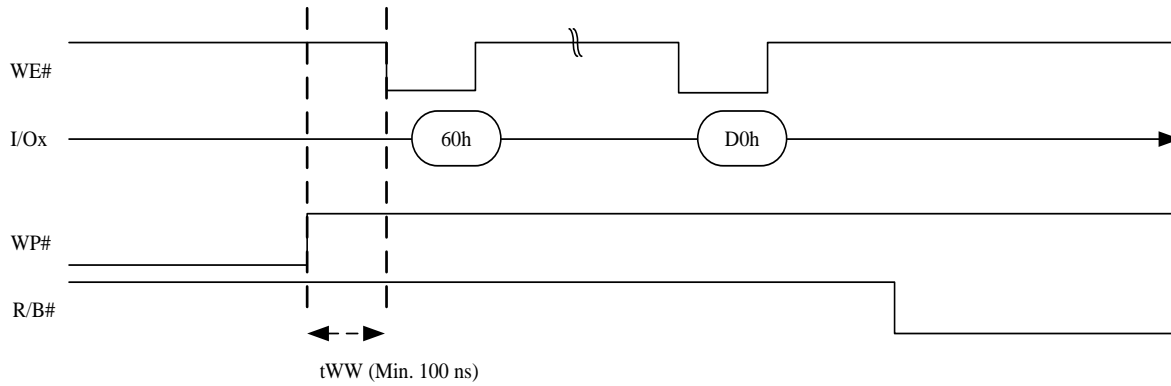 WE#
I/Ox
60h
D0h
WP#
R/B#
tWW (Min. 100 ns)